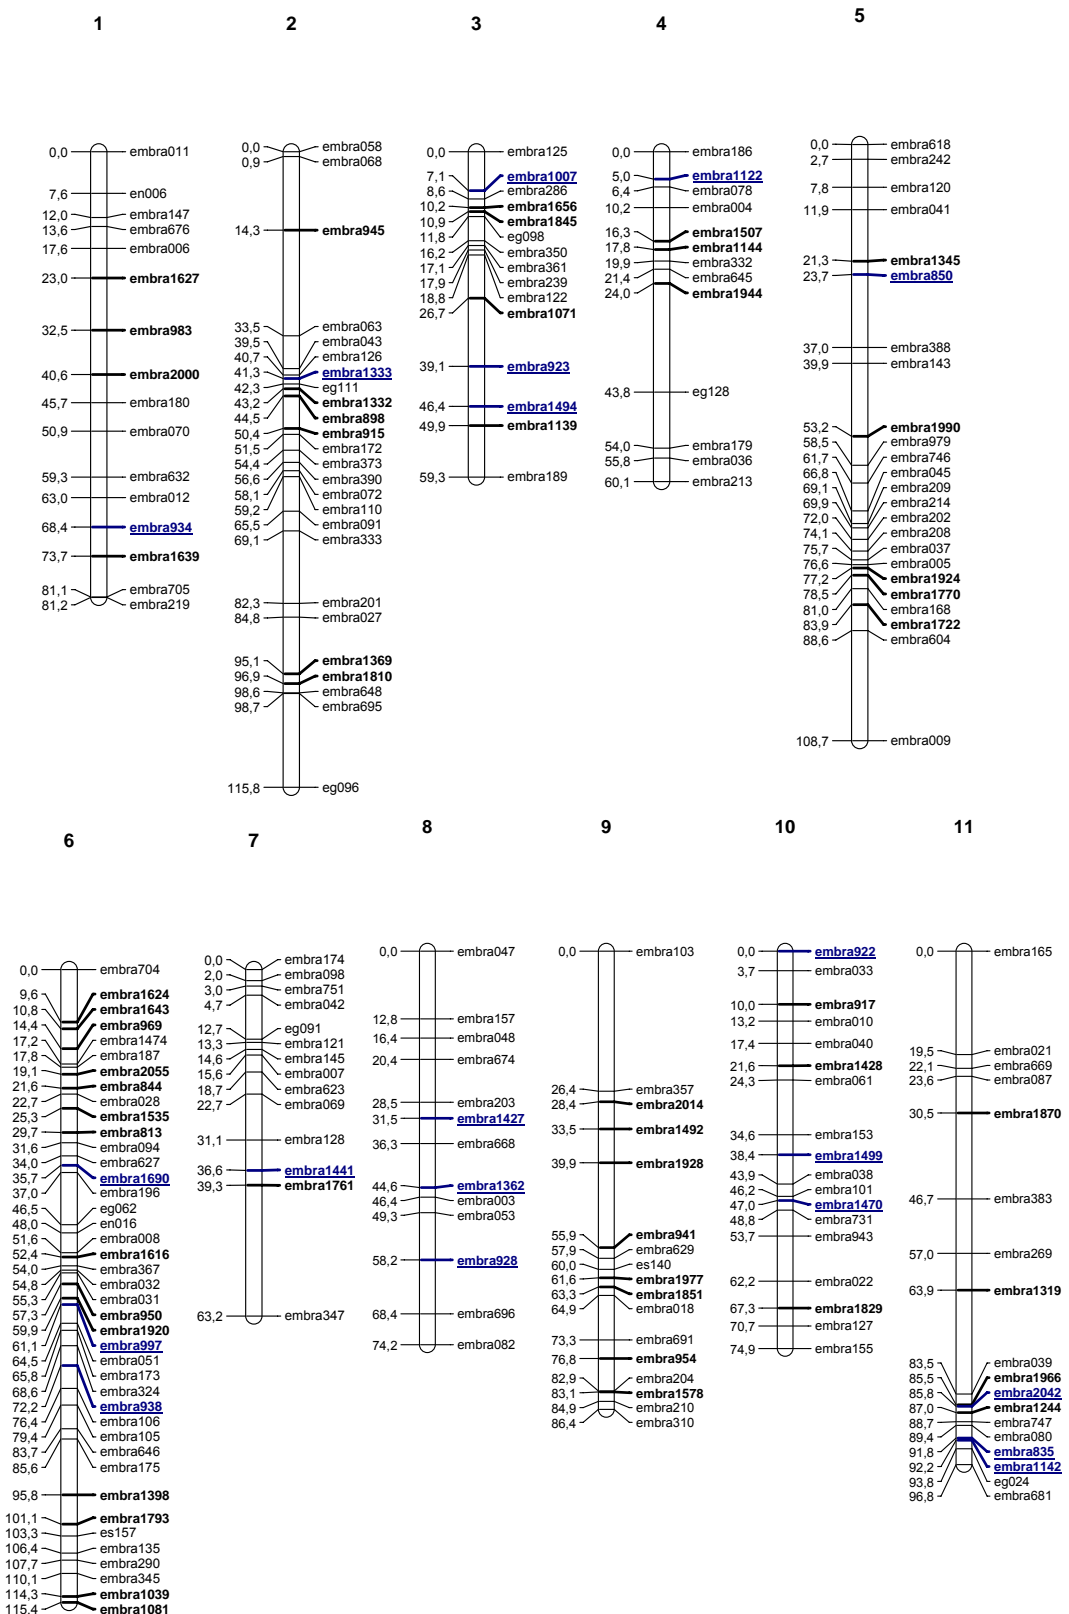 1
0,0 embra011
7,6 en006
12,0 embra147
13,6 embra676
17,6 embra006
23,0 embra1627
32,5 embra983
40,6 embra2000
45,7 embra180
50,9 embra070
59,3 embra632
63,0 embra012
68,4 embra934
73,7 embra1639
81,1 embra705
81,2 embra219
2
0,0 embra058
0,9 embra068
14,3 embra945
33,5 embra063
39,5 embra043
40,7 embra126
41,3 embra1333
42,3 eg111
43,2 embra1332
44,5 embra898
50,4 embra915
51,5 embra172
54,4 embra373
56,6 embra390
58,1 embra072
59,2 embra110
65,5 embra091
69,1 embra333
82,3 embra201
84,8 embra027
95,1 embra1369
96,9 embra1810
98,6 embra648
98,7 embra695
115,8 eg096
3
0,0 embra125
7,1 embra1007
8,6 embra286
10,2 embra1656
10,9 embra1845
11,8 eg098
16,2 embra350
17,1 embra361
17,9 embra239
18,8 embra122
26,7 embra1071
39,1 embra923
46,4 embra1494
49,9 embra1139
59,3 embra189
4
0,0 embra186
5,0 embra1122
6,4 embra078
10,2 embra004
16,3 embra1507
17,8 embra1144
19,9 embra332
21,4 embra645
24,0 embra1944
43,8 eg128
54,0 embra179
55,8 embra036
60,1 embra213
5
0,0 embra618
2,7 embra242
7,8 embra120
11,9 embra041
21,3 embra1345
23,7 embra850
37,0 embra388
39,9 embra143
53,2 embra1990
58,5 embra979
61,7 embra746
66,8 embra045
69,1 embra209
69,9 embra214
72,0 embra202
74,1 embra208
75,7 embra037
76,6 embra005
77,2 embra1924
78,5 embra1770
81,0 embra168
83,9 embra1722
88,6 embra604
108,7 embra009
6
0,0 embra704
9,6 embra1624
10,8 embra1643
14,4 embra969
17,2 embra1474
17,8 embra187
19,1 embra2055
21,6 embra844
22,7 embra028
25,3 embra1535
29,7 embra813
31,6 embra094
34,0 embra627
35,7 embra1690
37,0 embra196
46,5 eg062
48,0 en016
51,6 embra008
52,4 embra1616
54,0 embra367
54,8 embra032
55,3 embra031
57,3 embra950
59,9 embra1920
61,1 embra997
64,5 embra051
65,8 embra173
68,6 embra324
72,2 embra938
76,4 embra106
79,4 embra105
83,7 embra646
85,6 embra175
95,8 embra1398
101,1 embra1793
103,3 es157
106,4 embra135
107,7 embra290
110,1 embra345
114,3 embra1039
115,4 embra1081
7
0,0 embra174
2,0 embra098
3,0 embra751
4,7 embra042
12,7 eg091
13,3 embra121
14,6 embra145
15,6 embra007
18,7 embra623
22,7 embra069
31,1 embra128
36,6 embra1441
39,3 embra1761
63,2 embra347
8
0,0 embra047
12,8 embra157
16,4 embra048
20,4 embra674
28,5 embra203
31,5 embra1427
36,3 embra668
44,6 embra1362
46,4 embra003
49,3 embra053
58,2 embra928
68,4 embra696
74,2 embra082
9
0,0 embra103
26,4 embra357
28,4 embra2014
33,5 embra1492
39,9 embra1928
55,9 embra941
57,9 embra629
60,0 es140
61,6 embra1977
63,3 embra1851
64,9 embra018
73,3 embra691
76,8 embra954
82,9 embra204
83,1 embra1578
84,9 embra210
86,4 embra310
10
0,0 embra922
3,7 embra033
10,0 embra917
13,2 embra010
17,4 embra040
21,6 embra1428
24,3 embra061
34,6 embra153
38,4 embra1499
43,9 embra038
46,2 embra101
47,0 embra1470
48,8 embra731
53,7 embra943
62,2 embra022
67,3 embra1829
70,7 embra127
74,9 embra155
11
0,0 embra165
19,5 embra021
22,1 embra669
23,6 embra087
30,5 embra1870
46,7 embra383
57,0 embra269
63,9 embra1319
83,5 embra039
85,5 embra1966
85,8 embra2042
87,0 embra1244
88,7 embra747
89,4 embra080
91,8 embra835
92,2 embra1142
93,8 eg024
96,8 embra681